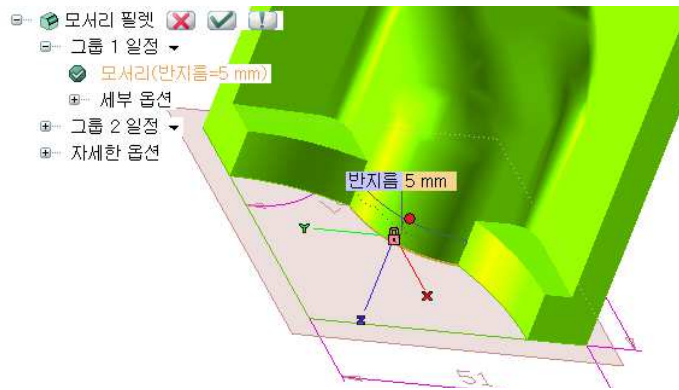 모서리 필렛
그룹 1 일정
모서리(반지름=5 mm)
세부 옵션
그룹 2 일정
자세한 옵션
반지름 5 mm
Y
X
Z
51